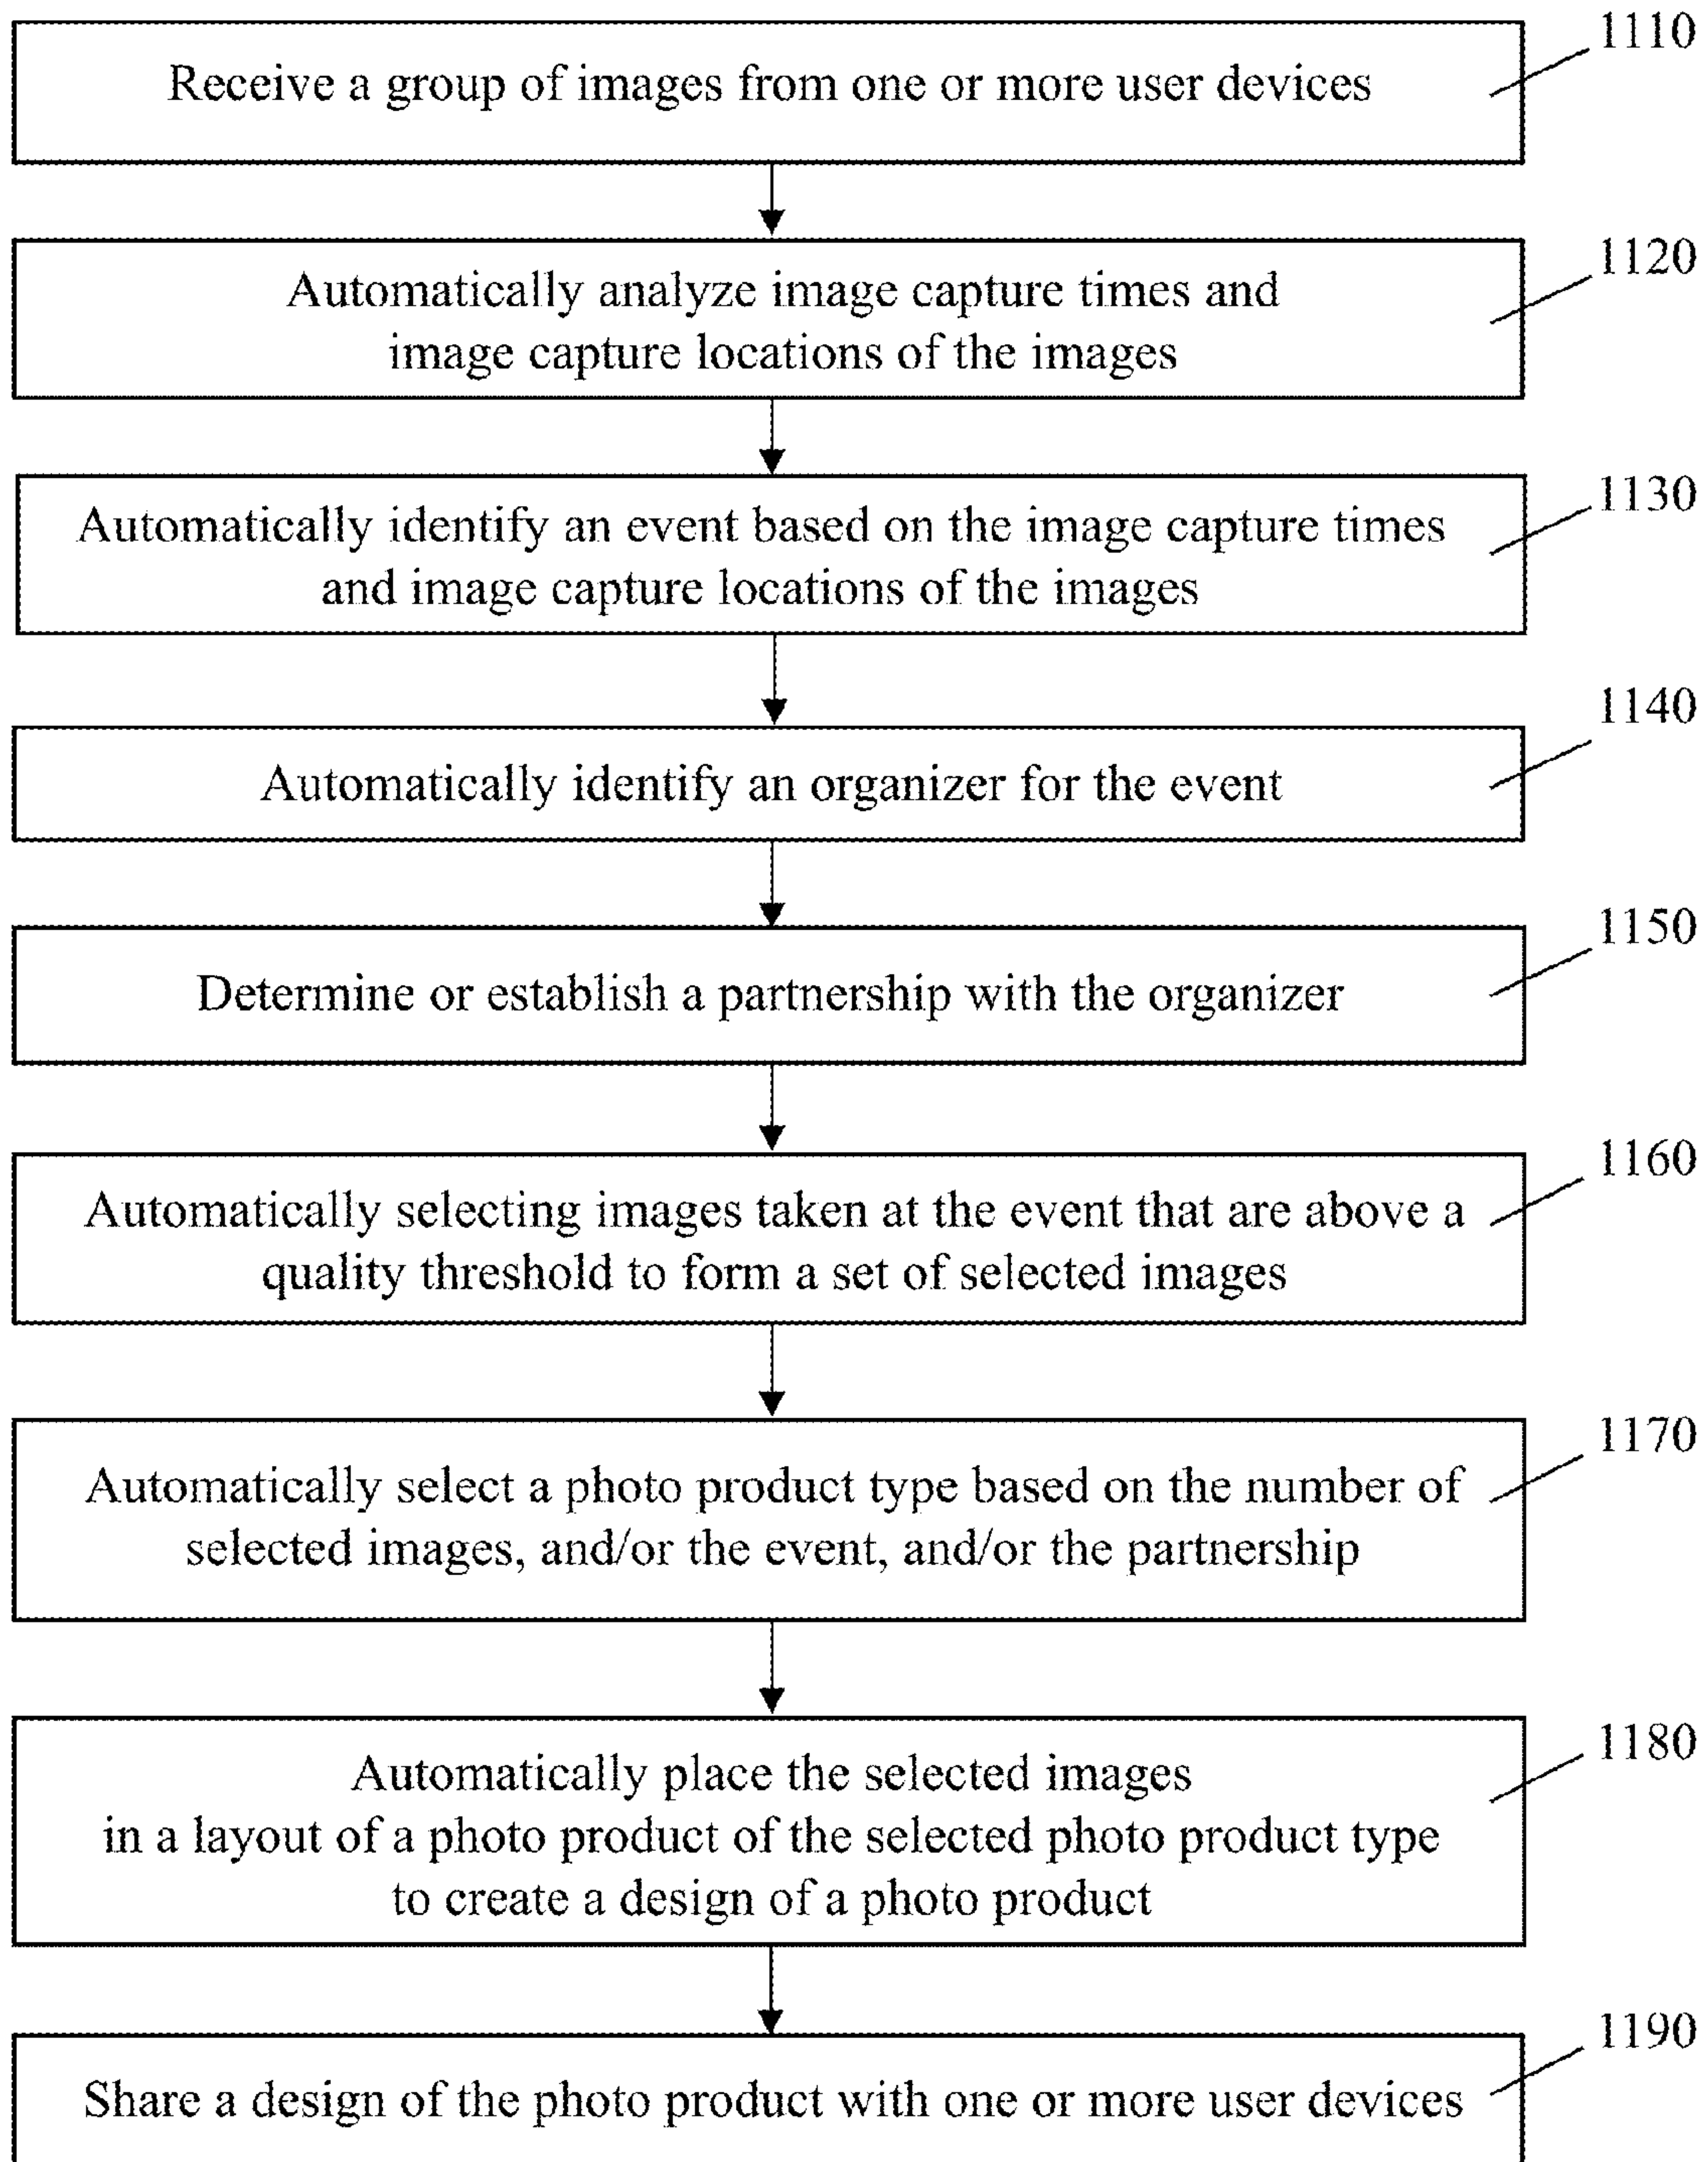 1110
Receive a group of images from one or more user devices
1120
Automatically analyze image capture times and
image capture locations of the images
1130
Automatically identify an event based on the image capture times
and image capture locations of the images
1140
Automatically identify an organizer for the event
1150
Determine or establish a partnership with the organizer
1160
Automatically selecting images taken at the event that are above a
quality threshold to form a set of selected images
1170
Automatically select a photo product type based on the number of
selected images, and/or the event, and/or the partnership
1180
Automatically place the selected images
in a layout of a photo product of the selected photo product type
to create a design of a photo product
1190
Share a design of the photo product with one or more user devices